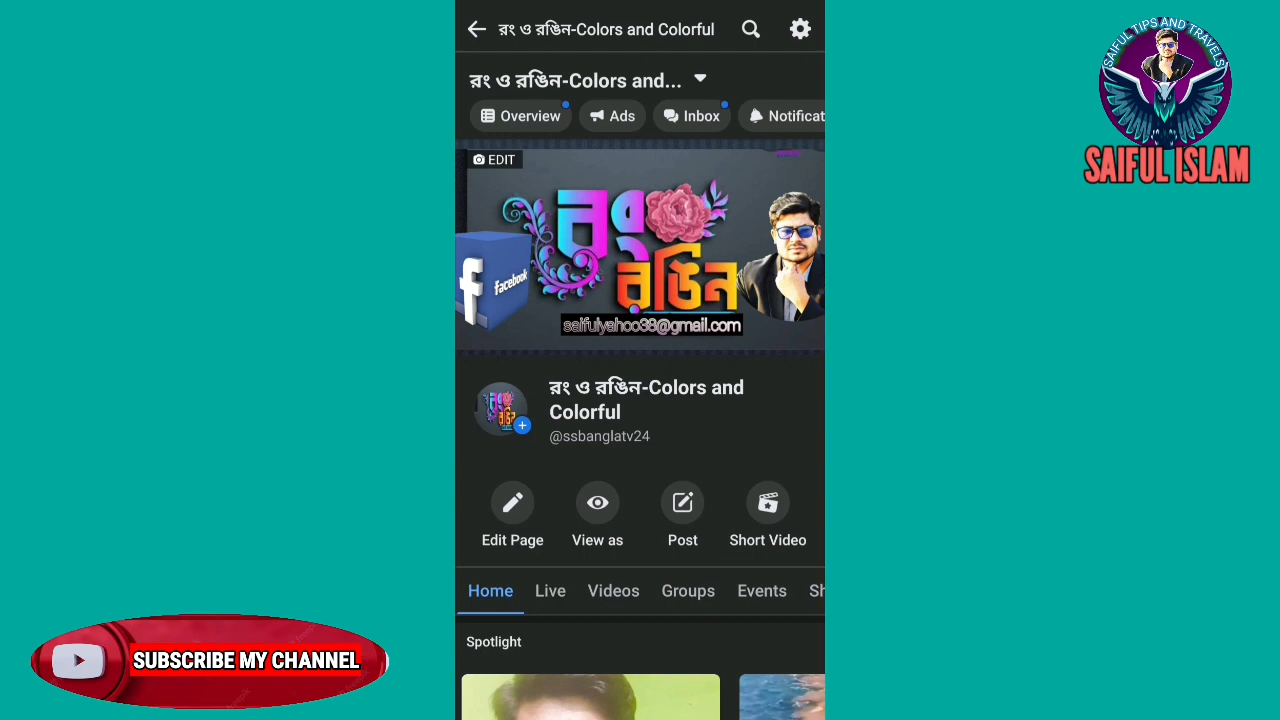 রং ও রঙিন-Colors and Colorful
রং ও রঙিন-Colors and...
Overview
Ads
Inbox
Notificat
EDIT
রং
রঙিন
f facebook
saifulyahoo38@gmail.com
রং ও রঙিন-Colors and
Colorful
@ssbanglatv24
Edit Page
View as
Post
Short Video
Home
Live
Videos
Groups
Events
Sh
Spotlight
SAIFUL TIPS AND TRAVELS
SAIFUL ISLAM
SUBSCRIBE MY CHANNEL